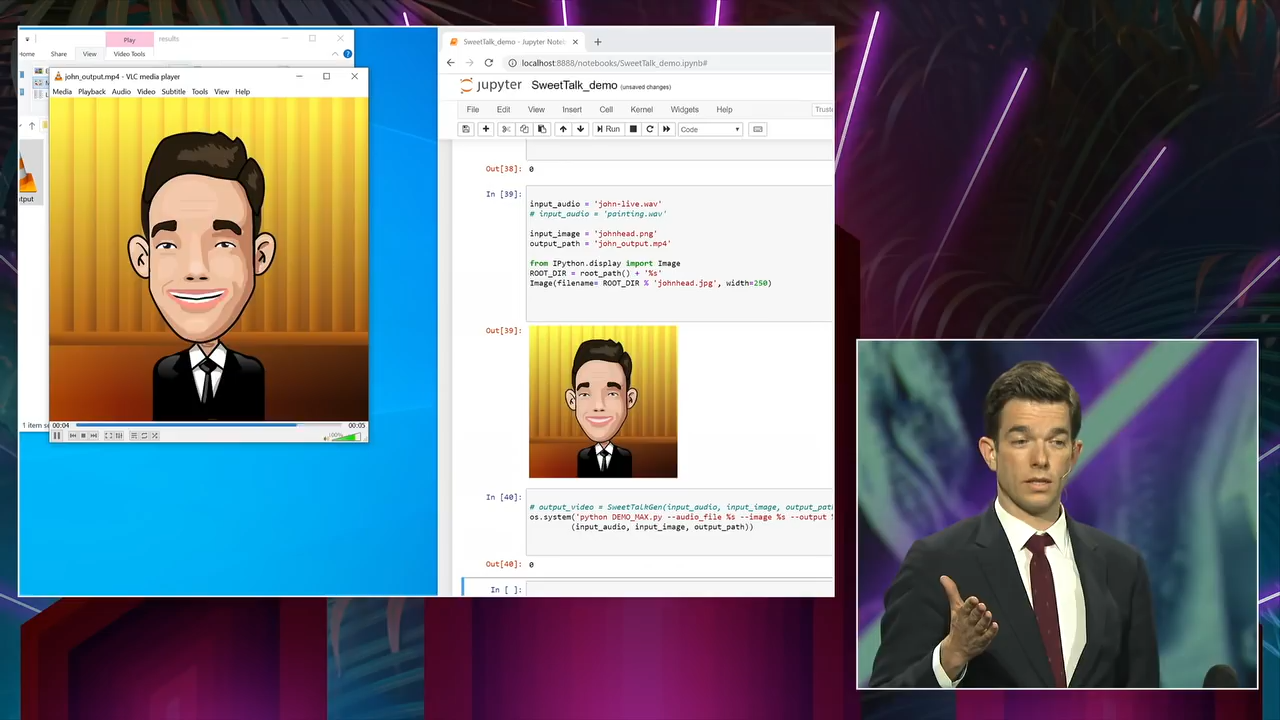 Play
results
Home
Share
View
Video Tools
john_output.mp4 - VLC media player
Media Playback Audio Video Subtitle Tools View Help
00:04
00:05
100%
1 item
SweetTalk_demo - Jupyter Note
localhost:8888/notebooks/SweetTalk_demo.ipynb#
jupyter SweetTalk_demo (unsaved changes)
File Edit View Insert Cell Kernel Widgets Help
Run
Code
Out[38]: 0
In [39]:
input_audio = 'john-live.wav'
# input_audio = 'painting.wav'
input_image = 'johnhead.png'
output_path = 'john_output.mp4'
from IPython.display import Image
ROOT_DIR = root_path() + '%s'
Image(filename= ROOT_DIR % 'johnhead.jpg', width=250)
Out[39]:
In [40]:
# output_video = SweetTalkGen(input_audio, input_image, output_path
os.system('python DEMO_MAX.py --audio_file %s --image %s --output
(input_audio, input_image, output_path))
Out[40]: 0
In [ ]: